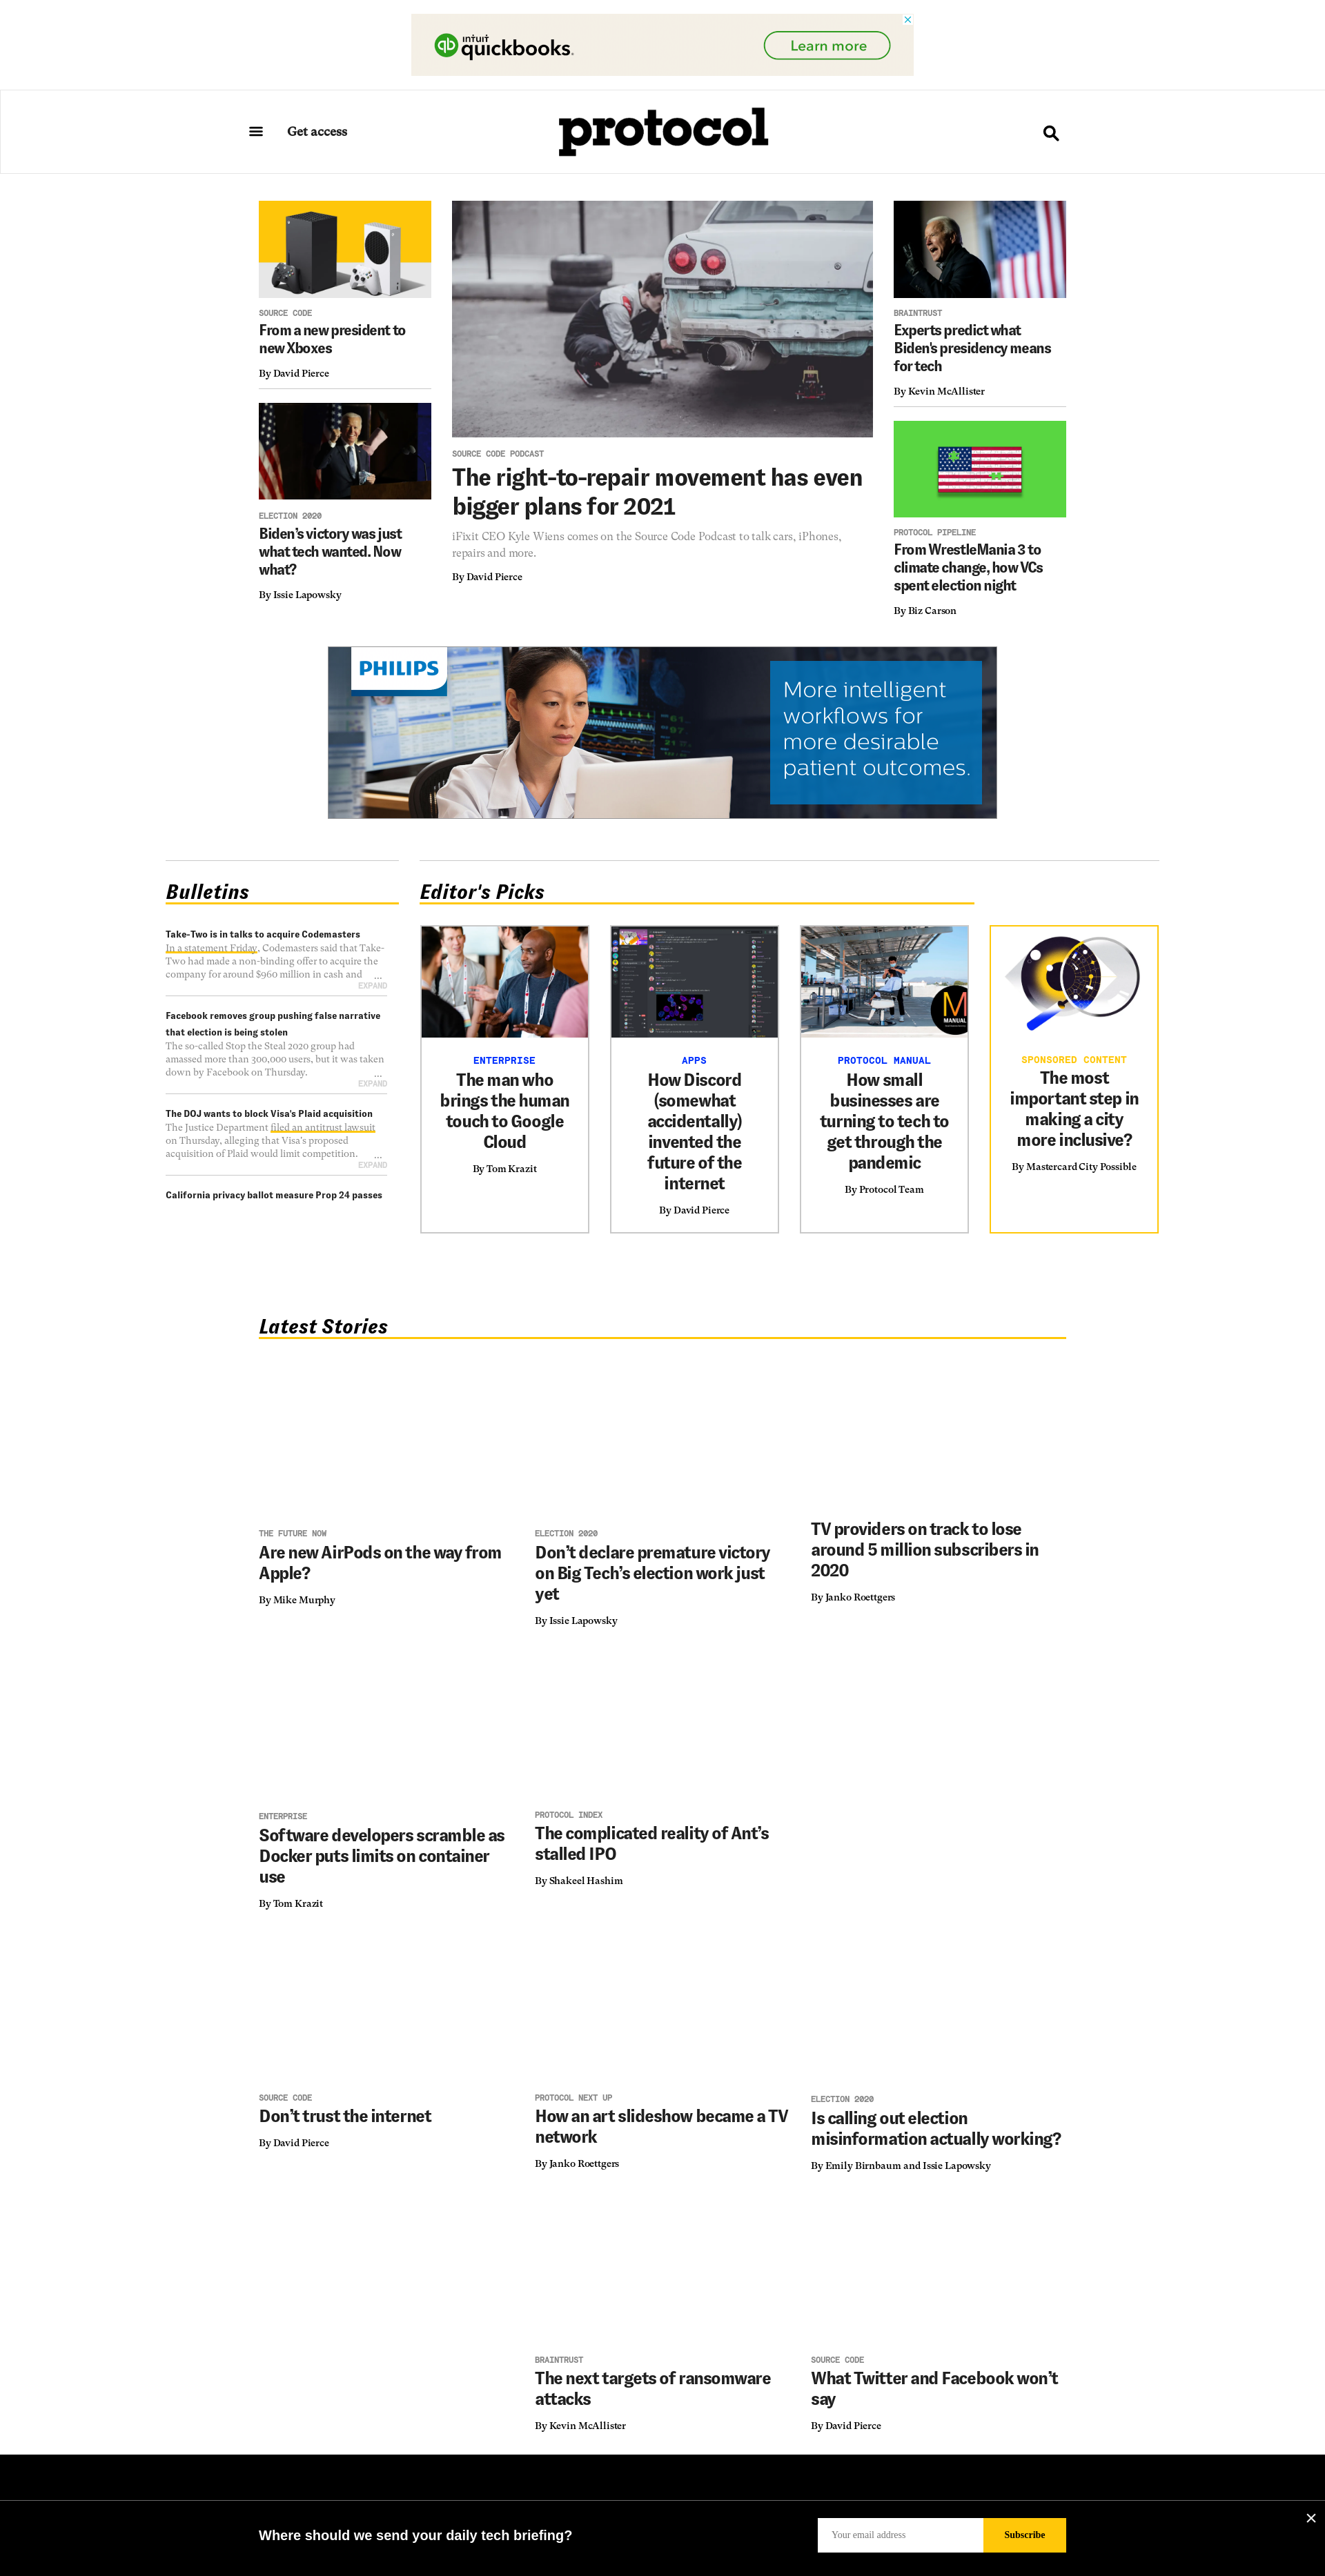 intuit
quickbooks.
Learn more
Get access
protocol
SOURCE CODE
From a new president to
new Xboxes
By David Pierce
ELECTION 2020
Biden’s victory was just
what tech wanted. Now
what?
By Issie Lapowsky
SOURCE CODE PODCAST
The right-to-repair movement has even
bigger plans for 2021
iFixit CEO Kyle Wiens comes on the Source Code Podcast to talk cars, iPhones,
repairs and more.
By David Pierce
BRAINTRUST
Experts predict what
Biden's presidency means
for tech
By Kevin McAllister
PROTOCOL PIPELINE
From WrestleMania 3 to
climate change, how VCs
spent election night
By Biz Carson
PHILIPS
More intelligent
workflows for
more desirable
patient outcomes.
Bulletins
Take-Two is in talks to acquire Codemasters
In a statement Friday, Codemasters said that Take-
Two had made a non-binding offer to acquire the
company for around $960 million in cash and ...
EXPAND
Facebook removes group pushing false narrative
that election is being stolen
The so-called Stop the Steal 2020 group had
amassed more than 300,000 users, but it was taken
down by Facebook on Thursday. ...
EXPAND
The DOJ wants to block Visa's Plaid acquisition
The Justice Department filed an antitrust lawsuit
on Thursday, alleging that Visa's proposed
acquisition of Plaid would limit competition. ...
EXPAND
California privacy ballot measure Prop 24 passes
Editor's Picks
ENTERPRISE
The man who
brings the human
touch to Google
Cloud
By Tom Krazit
APPS
How Discord
(somewhat
accidentally)
invented the
future of the
internet
By David Pierce
M
MANUAL
PROTOCOL MANUAL
How small
businesses are
turning to tech to
get through the
pandemic
By Protocol Team
SPONSORED CONTENT
The most
important step in
making a city
more inclusive?
By Mastercard City Possible
Latest Stories
THE FUTURE NOW
Are new AirPods on the way from
Apple?
By Mike Murphy
ELECTION 2020
Don’t declare premature victory
on Big Tech’s election work just
yet
By Issie Lapowsky
TV providers on track to lose
around 5 million subscribers in
2020
By Janko Roettgers
ENTERPRISE
Software developers scramble as
Docker puts limits on container
use
By Tom Krazit
PROTOCOL INDEX
The complicated reality of Ant’s
stalled IPO
By Shakeel Hashim
SOURCE CODE
Don’t trust the internet
By David Pierce
PROTOCOL NEXT UP
How an art slideshow became a TV
network
By Janko Roettgers
ELECTION 2020
Is calling out election
misinformation actually working?
By Emily Birnbaum and Issie Lapowsky
BRAINTRUST
The next targets of ransomware
attacks
By Kevin McAllister
SOURCE CODE
What Twitter and Facebook won’t
say
By David Pierce
Where should we send your daily tech briefing?
Your email address
Subscribe